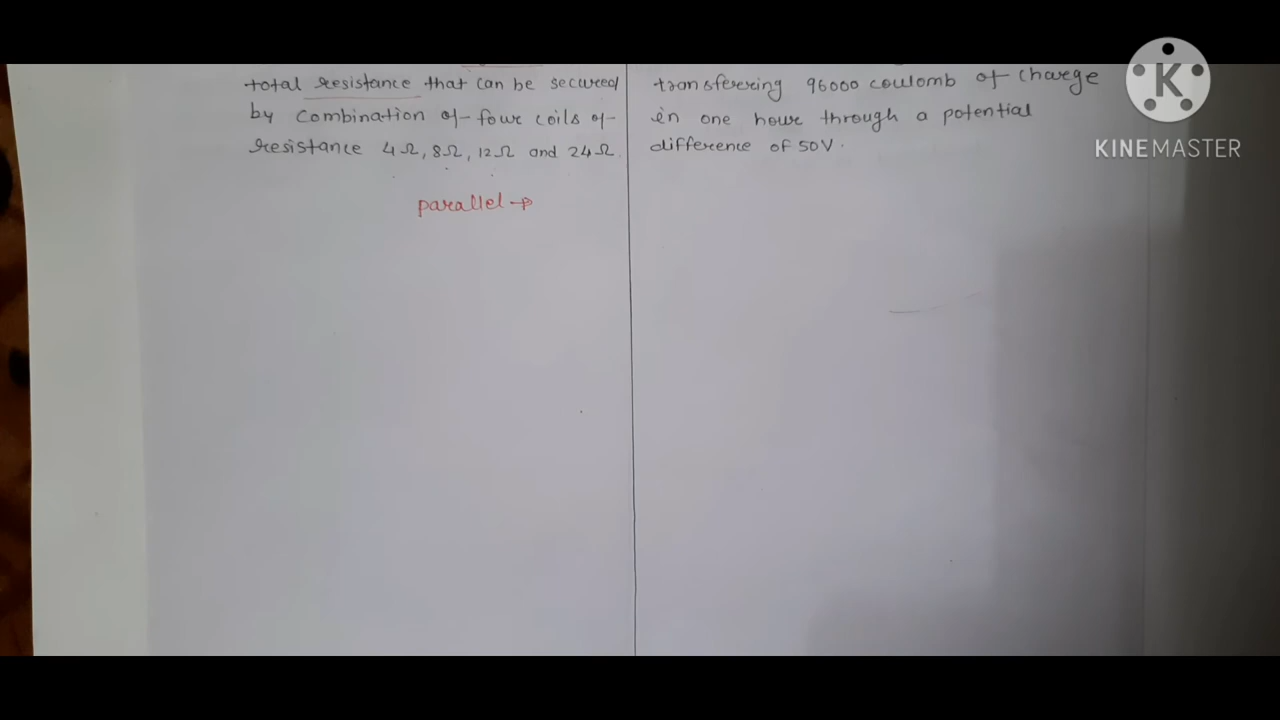 total resistance that can be secured
by combination of four coils of
resistance 4Ω, 8Ω, 12Ω and 24Ω.
parallel →
transferring 96000 coulomb of charge
in one hour through a potential
difference of 50V.
K
KINEMASTER